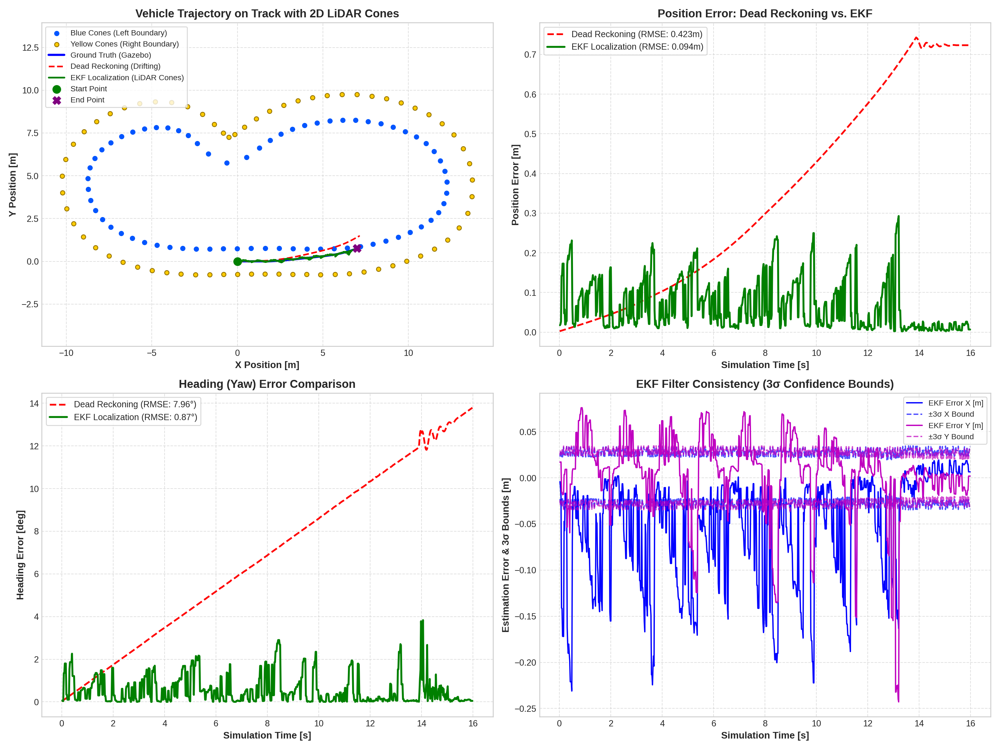 Vehicle Trajectory on Track with 2D LiDAR Cones
Blue Cones (Left Boundary)
Yellow Cones (Right Boundary)
Ground Truth (Gazebo)
Dead Reckoning (Drifting)
EKF Localization (LiDAR Cones)
Start Point
End Point
12.5
10.0
7.5
5.0
2.5
0.0
−2.5
Y Position [m]
−10
−5
0
5
10
X Position [m]
Position Error: Dead Reckoning vs. EKF
Dead Reckoning (RMSE: 0.423m)
EKF Localization (RMSE: 0.094m)
0.7
0.6
0.5
0.4
0.3
0.2
0.1
0.0
Position Error [m]
0
2
4
6
8
10
12
14
16
Simulation Time [s]
Heading (Yaw) Error Comparison
Dead Reckoning (RMSE: 7.96°)
EKF Localization (RMSE: 0.87°)
14
12
10
8
6
4
2
0
Heading Error [deg]
0
2
4
6
8
10
12
14
16
Simulation Time [s]
EKF Filter Consistency (3σ Confidence Bounds)
EKF Error X [m]
±3σ X Bound
EKF Error Y [m]
±3σ Y Bound
0.05
0.00
−0.05
−0.10
−0.15
−0.20
−0.25
Estimation Error & 3σ Bounds [m]
0
2
4
6
8
10
12
14
16
Simulation Time [s]